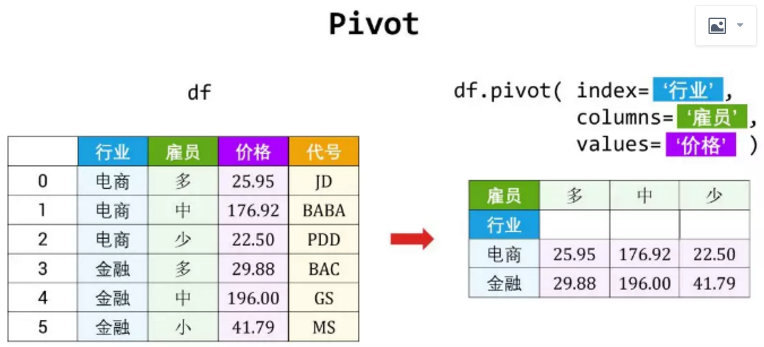 Pivot
df
行业 雇员 价格 代号
0 电商 多 25.95 JD
1 电商 中 176.92 BABA
2 电商 少 22.50 PDD
3 金融 多 29.88 BAC
4 金融 中 196.00 GS
5 金融 小 41.79 MS
df.pivot( index= ‘行业’ ,
columns= ‘雇员’ ,
values= ‘价格’ )
雇员 多 中 少
行业
电商 25.95 176.92 22.50
金融 29.88 196.00 41.79